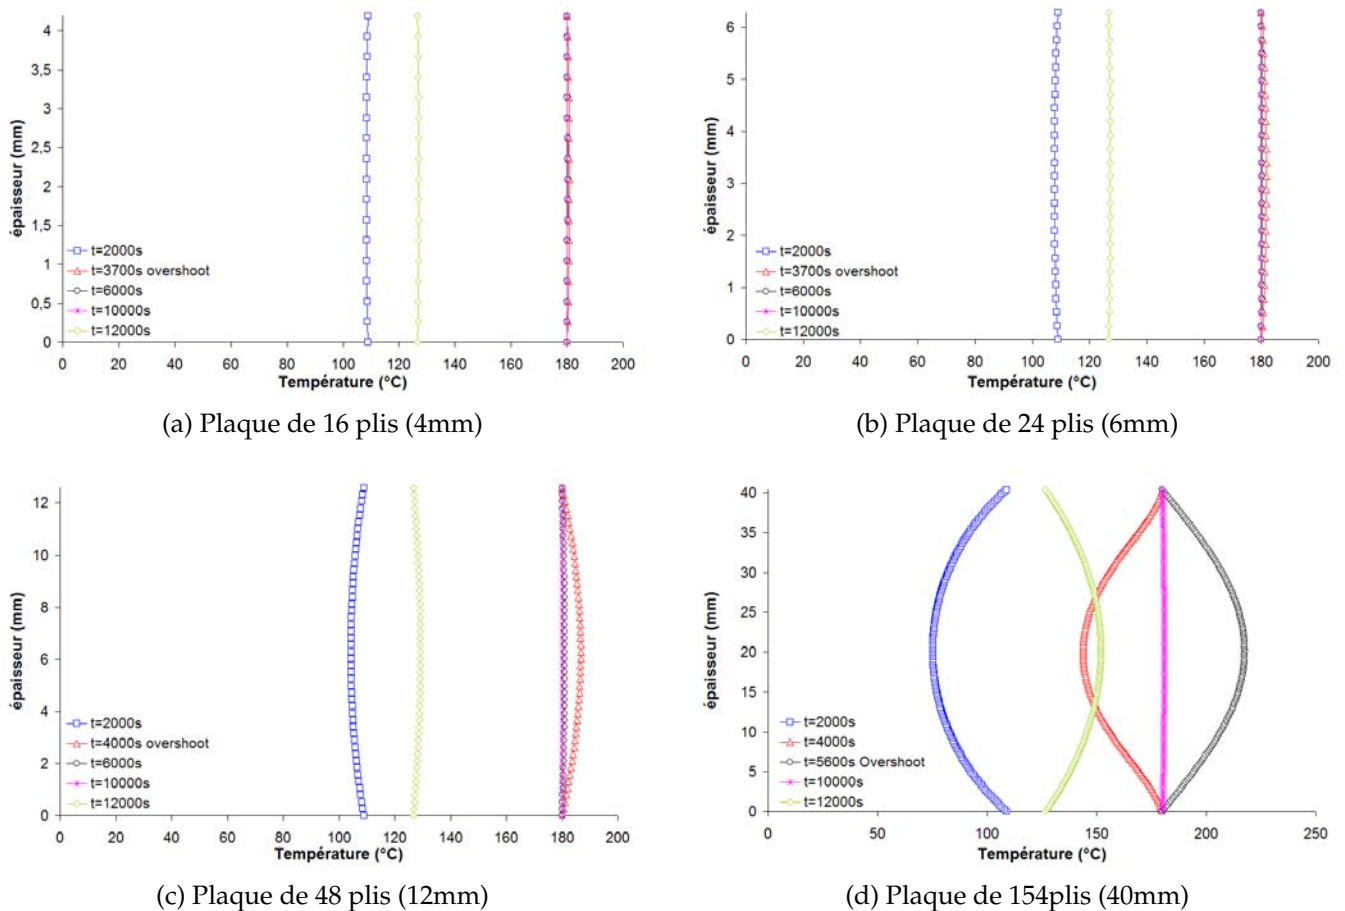 épaisseur (mm)
4
3,5
3
2,5
2
1,5
1
0,5
0
t=2000s
t=3700s overshoot
t=6000s
t=10000s
t=12000s
0 20 40 60 80 100 120 140 160 180 200
Température (°C)
(a) Plaque de 16 plis (4mm)
épaisseur (mm)
6
5
4
3
2
1
0
t=2000s
t=3700s overshoot
t=6000s
t=10000s
t=12000s
0 20 40 60 80 100 120 140 160 180 200
Température (°C)
(b) Plaque de 24 plis (6mm)
épaisseur (mm)
12
10
8
6
4
2
0
t=2000s
t=4000s overshoot
t=6000s
t=10000s
t=12000s
0 20 40 60 80 100 120 140 160 180 200
Température (°C)
(c) Plaque de 48 plis (12mm)
épaisseur (mm)
40
35
30
25
20
15
10
5
0
t=2000s
t=4000s
t=5600s Overshoot
t=10000s
t=12000s
0 50 100 150 200 250
Température (°C)
(d) Plaque de 154plis (40mm)